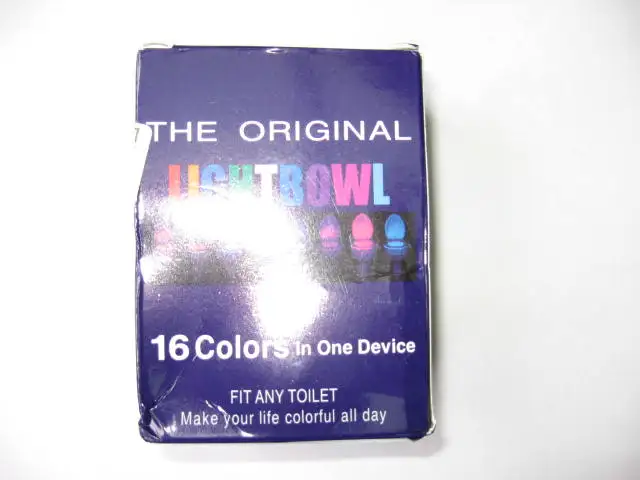 THE ORIGINAL
LIGHTBOWL
16 Colors in One Device
FIT ANY TOILET
Make your life colorful all day